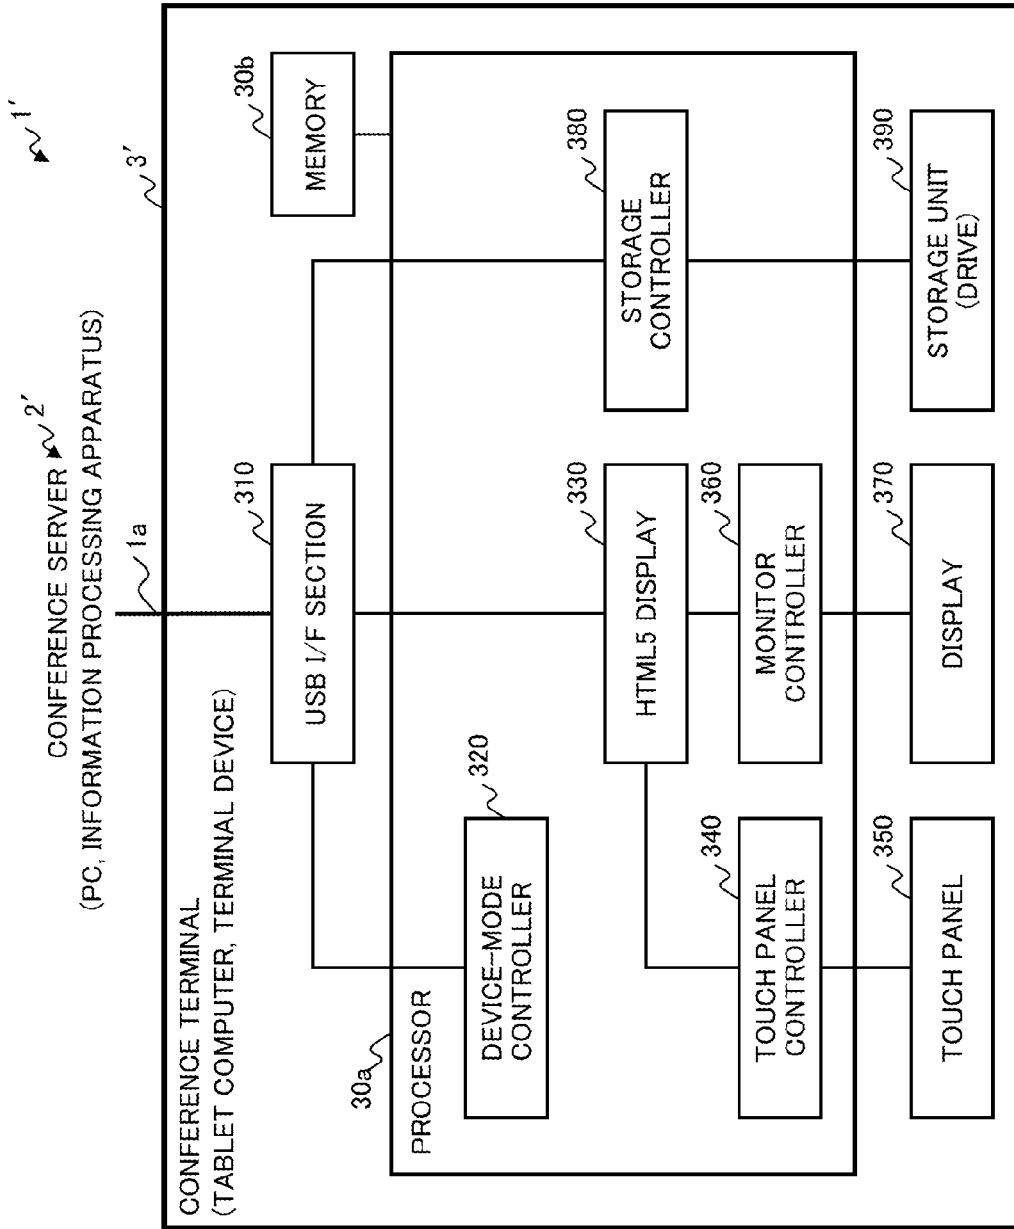 1′
CONFERENCE SERVER 2′
(PC, INFORMATION PROCESSING APPARATUS)
1a
3′
CONFERENCE TERMINAL
(TABLET COMPUTER, TERMINAL DEVICE)
310
USB I/F SECTION
30b
MEMORY
30a
PROCESSOR
320
DEVICE-MODE
CONTROLLER
330
HTML5 DISPLAY
380
STORAGE
CONTROLLER
340
TOUCH PANEL
CONTROLLER
360
MONITOR
CONTROLLER
350
TOUCH PANEL
370
DISPLAY
390
STORAGE UNIT
(DRIVE)